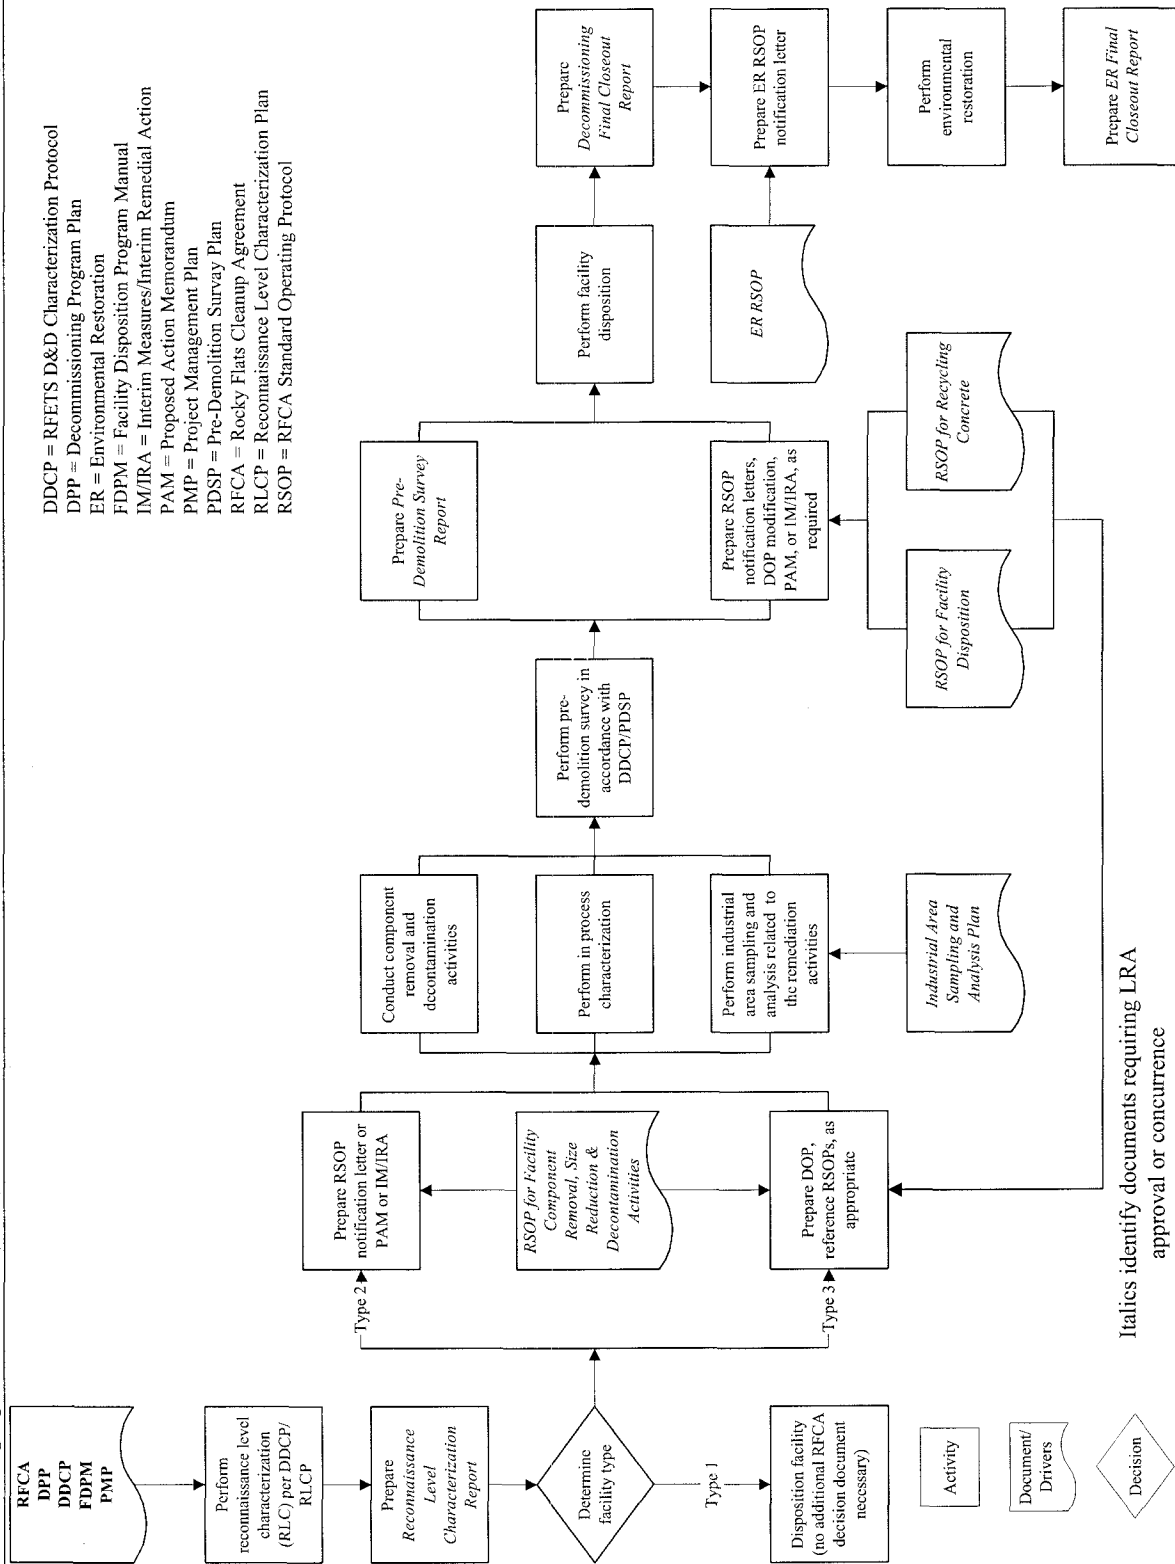 DDCP = RFETS D&D Characterization Protocol
DPP = Decommissioning Program Plan
ER = Environmental Restoration
FDPM = Facility Disposition Program Manual
IM/IRA = Interim Measures/Interim Remedial Action
PAM = Proposed Action Memorandum
PMP = Project Management Plan
PDSP = Pre-Demolition Survay Plan
RFCA = Rocky Flats Cleanup Agreement
RLCP = Reconnaissance Level Characterization Plan
RSOP = RFCA Standard Operating Protocol
RFCA
DPP
DDCP
FDPM
PMP
Perform
reconnaissance level
characterization
(RLC) per DDCP/
RLCP
Prepare
Reconnaissance
Level
Characterization
Report
Determine
facility type
Type 1
Disposition facility
(no additional RFCA
decision document
necessary)
Type 2
Prepare RSOP
notification letter or
PAM or IM/IRA
RSOP for Facility
Component
Removal, Size
Reduction &
Decontamination
Activities
Type 3
Prepare DOP,
reference RSOPs, as
appropriate
Conduct component
removal and
decontamination
activities
Perform in process
characterization
Perform industrial
area sampling and
analysis related to
the remediation
activities
Industrial Area
Sampling and
Analysis Plan
Perform pre-
demolition survey in
accordance with
DDCP/PDSP
Prepare Pre-
Demolition Survey
Report
Prepare RSOP
notification letters,
DOP modification,
PAM, or IM/IRA, as
required
RSOP for Facility
Disposition
RSOP for Recycling
Concrete
Perform facility
disposition
Prepare
Decommissioning
Final Closeout
Report
ER RSOP
Prepare ER RSOP
notification letter
Perform
environmental
restoration
Prepare ER Final
Closeout Report
Activity
Document/
Drivers
Decision
Italics identify documents requiring LRA
approval or concurrence